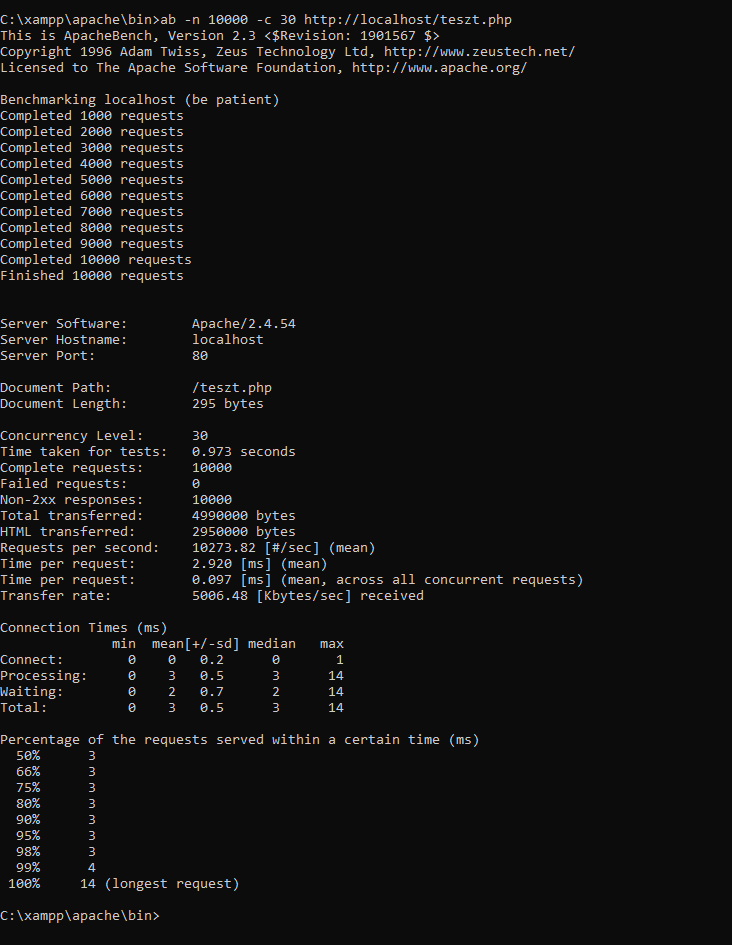 C:\xampp\apache\bin>ab -n 10000 -c 30 http://localhost/teszt.php
This is ApacheBench, Version 2.3 <$Revision: 1901567 $>
Copyright 1996 Adam Twiss, Zeus Technology Ltd, http://www.zeustech.net/
Licensed to The Apache Software Foundation, http://www.apache.org/

Benchmarking localhost (be patient)
Completed 1000 requests
Completed 2000 requests
Completed 3000 requests
Completed 4000 requests
Completed 5000 requests
Completed 6000 requests
Completed 7000 requests
Completed 8000 requests
Completed 9000 requests
Completed 10000 requests
Finished 10000 requests


Server Software:        Apache/2.4.54
Server Hostname:        localhost
Server Port:            80

Document Path:          /teszt.php
Document Length:        295 bytes

Concurrency Level:      30
Time taken for tests:   0.973 seconds
Complete requests:      10000
Failed requests:        0
Non-2xx responses:      10000
Total transferred:      4990000 bytes
HTML transferred:       2950000 bytes
Requests per second:    10273.82 [#/sec] (mean)
Time per request:       2.920 [ms] (mean)
Time per request:       0.097 [ms] (mean, across all concurrent requests)
Transfer rate:          5006.48 [Kbytes/sec] received

Connection Times (ms)
              min  mean[+/-sd] median   max
Connect:        0    0   0.2      0       1
Processing:     0    3   0.5      3      14
Waiting:        0    2   0.7      2      14
Total:          0    3   0.5      3      14

Percentage of the requests served within a certain time (ms)
  50%      3
  66%      3
  75%      3
  80%      3
  90%      3
  95%      3
  98%      3
  99%      4
 100%     14 (longest request)

C:\xampp\apache\bin>